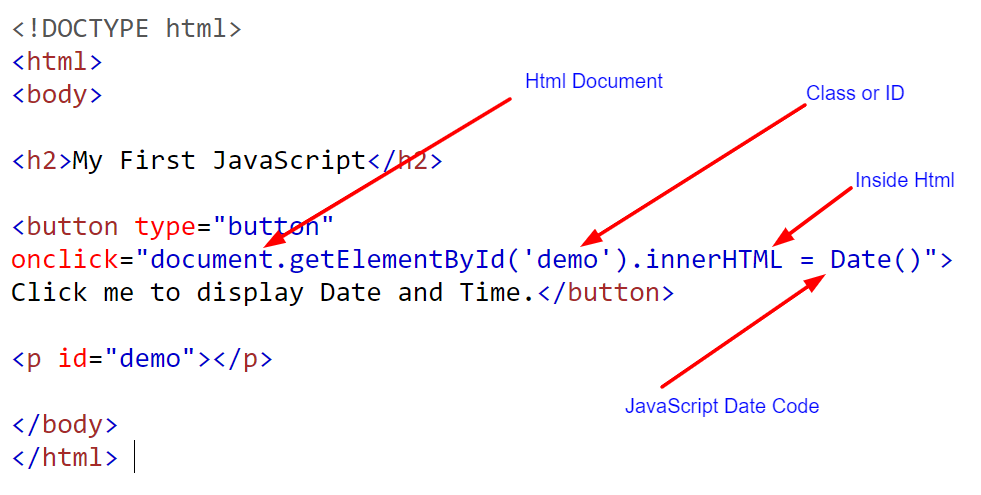 <!DOCTYPE html>
<html>
<body>
Html Document
Class or ID
<h2>My First JavaScript</h2>
Inside Html
<button type="button"
onclick="document.getElementById('demo').innerHTML = Date()">
Click me to display Date and Time.</button>
<p id="demo"></p>
JavaScript Date Code
</body>
</html>